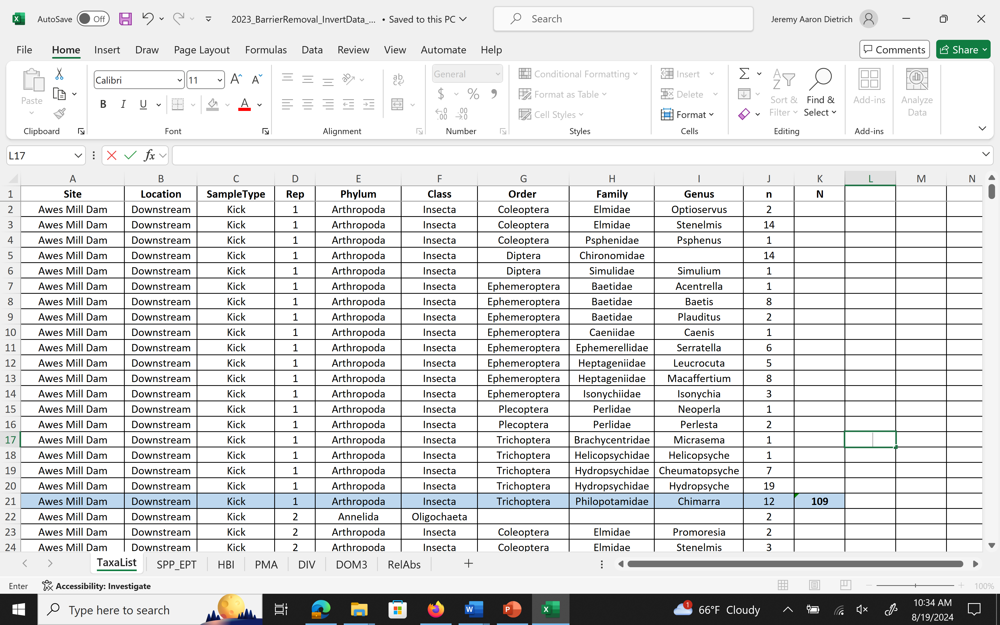 AutoSave Off 2023_BarrierRemoval_InvertData_... • Saved to this PC Search Jeremy Aaron Dietrich
File Home Insert Draw Page Layout Formulas Data Review View Automate Help Comments Share
Paste Calibri 11 General Conditional Formatting Insert Sort & Filter Find & Select Add-ins Analyze Data
B I U A $ % Format as Table Delete
Cell Styles Format
Clipboard Font Alignment Number Styles Cells Editing Add-ins
L17 fx
A B C D E F G H I J K L M N
1 Site Location SampleType Rep Phylum Class Order Family Genus n N
2 Awes Mill Dam Downstream Kick 1 Arthropoda Insecta Coleoptera Elmidae Optioservus 2
3 Awes Mill Dam Downstream Kick 1 Arthropoda Insecta Coleoptera Elmidae Stenelmis 14
4 Awes Mill Dam Downstream Kick 1 Arthropoda Insecta Coleoptera Psphenidae Psphenus 1
5 Awes Mill Dam Downstream Kick 1 Arthropoda Insecta Diptera Chironomidae 14
6 Awes Mill Dam Downstream Kick 1 Arthropoda Insecta Diptera Simulidae Simulium 1
7 Awes Mill Dam Downstream Kick 1 Arthropoda Insecta Ephemeroptera Baetidae Acentrella 1
8 Awes Mill Dam Downstream Kick 1 Arthropoda Insecta Ephemeroptera Baetidae Baetis 8
9 Awes Mill Dam Downstream Kick 1 Arthropoda Insecta Ephemeroptera Baetidae Plauditus 2
10 Awes Mill Dam Downstream Kick 1 Arthropoda Insecta Ephemeroptera Caeniidae Caenis 1
11 Awes Mill Dam Downstream Kick 1 Arthropoda Insecta Ephemeroptera Ephemerellidae Serratella 6
12 Awes Mill Dam Downstream Kick 1 Arthropoda Insecta Ephemeroptera Heptageniidae Leucrocuta 5
13 Awes Mill Dam Downstream Kick 1 Arthropoda Insecta Ephemeroptera Heptageniidae Macaffertium 8
14 Awes Mill Dam Downstream Kick 1 Arthropoda Insecta Ephemeroptera Isonychiidae Isonychia 3
15 Awes Mill Dam Downstream Kick 1 Arthropoda Insecta Plecoptera Perlidae Neoperla 1
16 Awes Mill Dam Downstream Kick 1 Arthropoda Insecta Plecoptera Perlidae Perlesta 2
17 Awes Mill Dam Downstream Kick 1 Arthropoda Insecta Trichoptera Brachycentridae Micrasema 1
18 Awes Mill Dam Downstream Kick 1 Arthropoda Insecta Trichoptera Helicopsychidae Helicopsyche 1
19 Awes Mill Dam Downstream Kick 1 Arthropoda Insecta Trichoptera Hydropsychidae Cheumatopsyche 7
20 Awes Mill Dam Downstream Kick 1 Arthropoda Insecta Trichoptera Hydropsychidae Hydropsyche 19
21 Awes Mill Dam Downstream Kick 1 Arthropoda Insecta Trichoptera Philopotamidae Chimarra 12 109
22 Awes Mill Dam Downstream Kick 2 Annelida Oligochaeta 2
23 Awes Mill Dam Downstream Kick 2 Arthropoda Insecta Coleoptera Elmidae Promoresia 2
24 Awes Mill Dam Downstream Kick 2 Arthropoda Insecta Coleoptera Elmidae Stenelmis 3
TaxaList SPP_EPT HBI PMA DIV DOM3 RelAbs
Enter Accessibility: Investigate 100%
Type here to search 1 66°F Cloudy 10:34 AM
8/19/2024